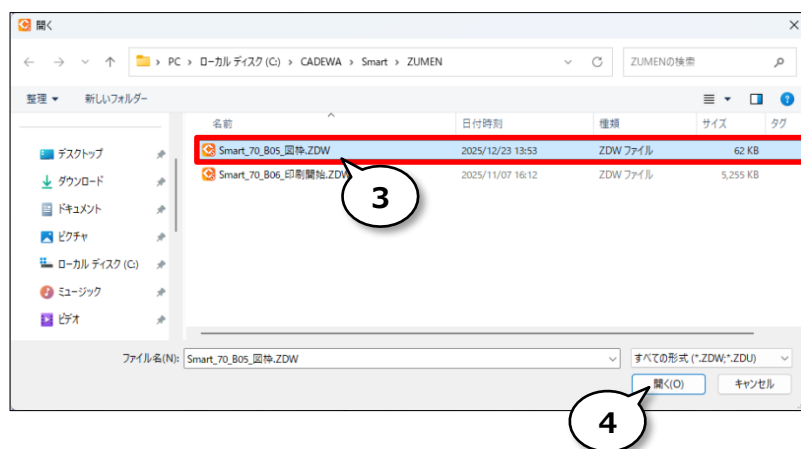 開く
PC › ローカル ディスク (C:) › CADEWA › Smart › ZUMEN
ZUMENの検索
整理
新しいフォルダー
名前
日付時刻
種類
サイズ
タグ
デスクトップ
Smart_70_B05_図枠.ZDW
2025/12/23 13:53
ZDW ファイル
62 KB
ダウンロード
Smart_70_B06_印刷開始.ZDW
2025/11/07 16:12
ZDW ファイル
5,255 KB
3
ドキュメント
ピクチャ
ローカル ディスク (C:)
ミュージック
ビデオ
ファイル名(N):
Smart_70_B05_図枠.ZDW
すべての形式 (*.ZDW;*.ZDU)
開く(O)
キャンセル
4